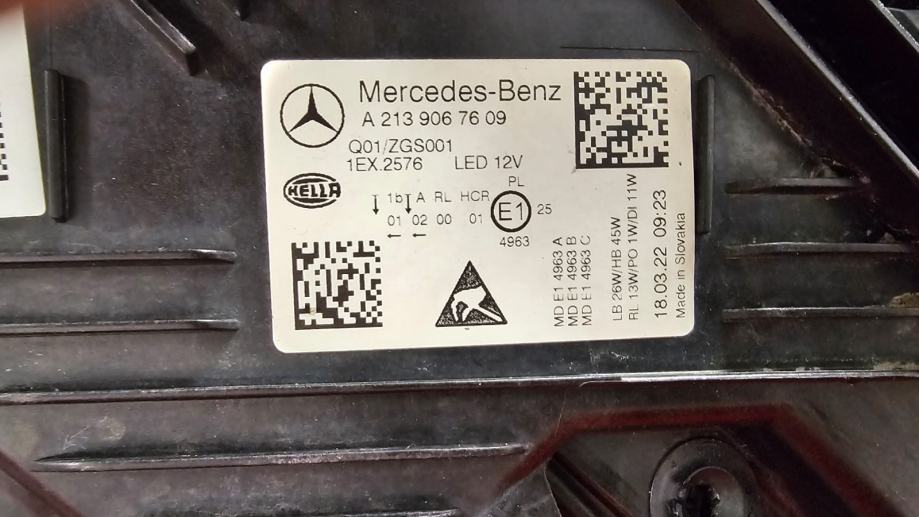 Mercedes-Benz
A 213 906 76 09
Q01/ZGS001
1EX.2576 LED 12V
HELLA
1b A RL HCR
01 02 00 01
PL
E1
25
4963
MD E1 4963 A
MD E1 4963 B
MD E1 4963 C
LB 26W/HB 45W
RL 13W/PO 1W/DI 11W
18.03.22 09:23
Made in Slovakia